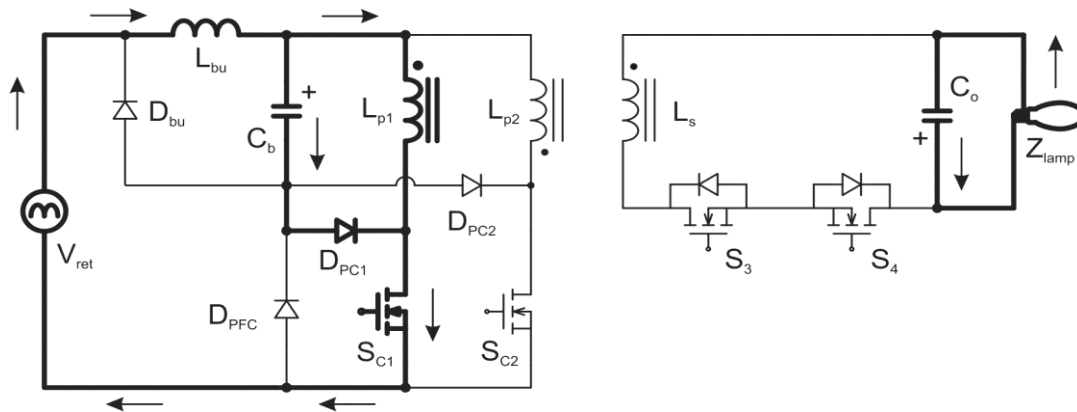 L_bu
D_bu
C_b
+
L_p1
L_p2
L_s
C_o
+
Z_lamp
V_ret
D_PC1
D_PC2
D_PFC
S_C1
S_C2
S_3
S_4